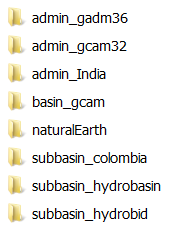 admin_gadm36
admin_gcam32
admin_India
basin_gcam
naturalEarth
subbasin_colombia
subbasin_hydrobasin
subbasin_hydrobid